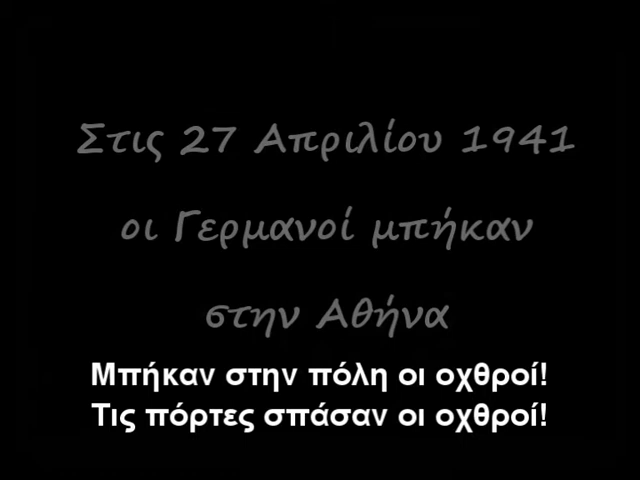 Στις 27 Απριλίου 1941
οι Γερμανοί μπήκαν
στην Αθήνα
Μπήκαν στην πόλη οι οχθροί!
Τις πόρτες σπάσαν οι οχθροί!